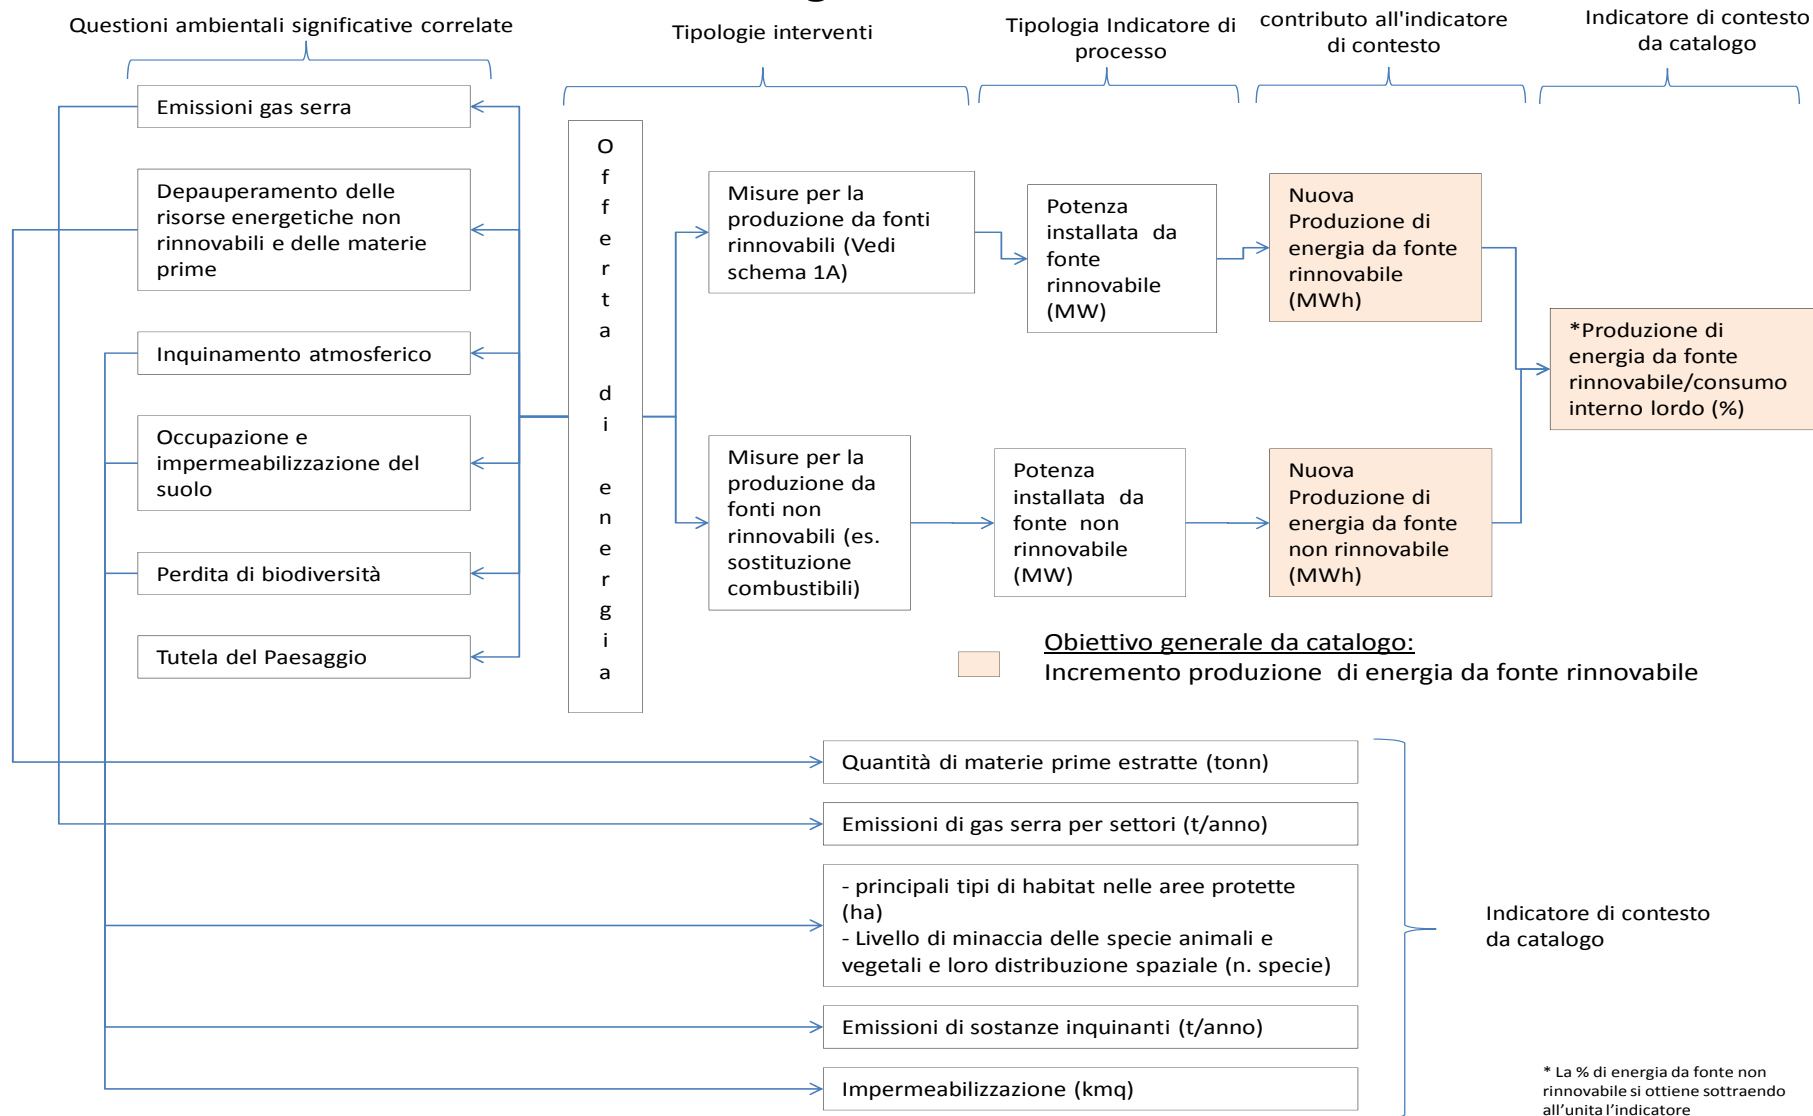 Questioni ambientali significative correlate
Tipologie interventi
Tipologia Indicatore di
processo
contributo all'indicatore
di contesto
Indicatore di contesto
da catalogo
Emissioni gas serra
Depauperamento delle
risorse energetiche non
rinnovabili e delle materie
prime
Inquinamento atmosferico
Occupazione e
impermeabilizzazione del
suolo
Perdita di biodiversità
Tutela del Paesaggio
Offerta di energia
Misure per la
produzione da fonti
rinnovabili (Vedi
schema 1A)
Potenza
installata da
fonte
rinnovabile
(MW)
Nuova
Produzione di
energia da fonte
rinnovabile
(MWh)
*Produzione di
energia da fonte
rinnovabile/consumo
interno lordo (%)
Misure per la
produzione da
fonti non
rinnovabili (es.
sostituzione
combustibili)
Potenza
installata da
fonte non
rinnovabile
(MW)
Nuova
Produzione di
energia da fonte
non rinnovabile
(MWh)
Obiettivo generale da catalogo:
Incremento produzione di energia da fonte rinnovabile
Quantità di materie prime estratte (tonn)
Emissioni di gas serra per settori (t/anno)
- principali tipi di habitat nelle aree protette
(ha)
- Livello di minaccia delle specie animali e
vegetali e loro distribuzione spaziale (n. specie)
Emissioni di sostanze inquinanti (t/anno)
Impermeabilizzazione (kmq)
Indicatore di contesto
da catalogo
* La % di energia da fonte non
rinnovabile si ottiene sottraendo
all'unita l'indicatore